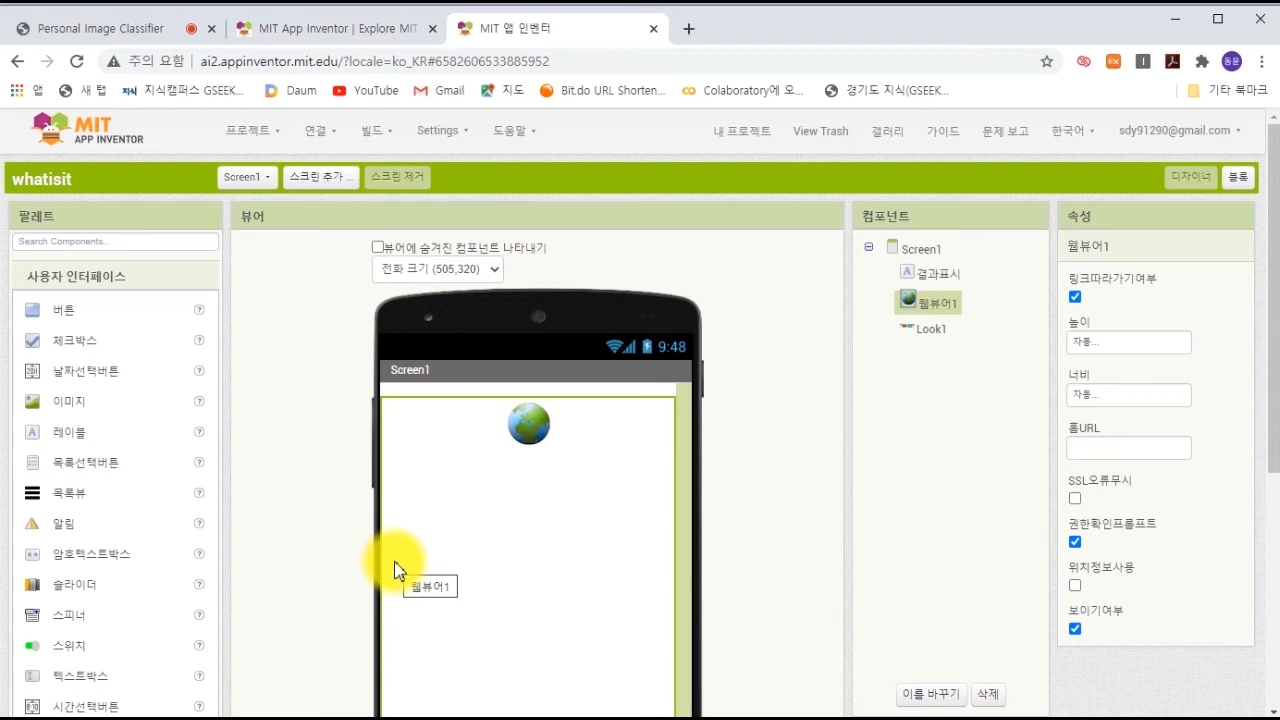 Personal Image Classifier
MIT App Inventor | Explore MIT
MIT 앱 인벤터
주의 요함
ai2.appinventor.mit.edu/?locale=ko_KR#6582606533885952
앱
새 탭
지식캠퍼스 GSEEK...
Daum
YouTube
Gmail
지도
Bit.do URL Shorten...
Colaboratory에 오...
경기도 지식(GSEEK...
기타 북마크
동윤
MIT
APP INVENTOR
프로젝트
연결
빌드
Settings
도움말
내 프로젝트
View Trash
갤러리
가이드
문제 보고
한국어
sdy91290@gmail.com
whatisit
Screen1
스크린 추가 ...
스크린 제거
디자이너
블록
팔레트
Search Components...
사용자 인터페이스
버튼
체크박스
날짜선택버튼
이미지
레이블
목록선택버튼
목록뷰
알림
암호텍스트박스
슬라이더
스피너
스위치
텍스트박스
시간선택버튼
뷰어
뷰어에 숨겨진 컴포넌트 나타내기
전화 크기 (505,320)
9:48
Screen1
웹뷰어1
컴포넌트
Screen1
결과표시
웹뷰어1
Look1
이름 바꾸기
삭제
속성
웹뷰어1
링크따라가기여부
높이
자동...
너비
자동...
홈URL
SSL오류무시
권한확인프롬프트
위치정보사용
보이기여부